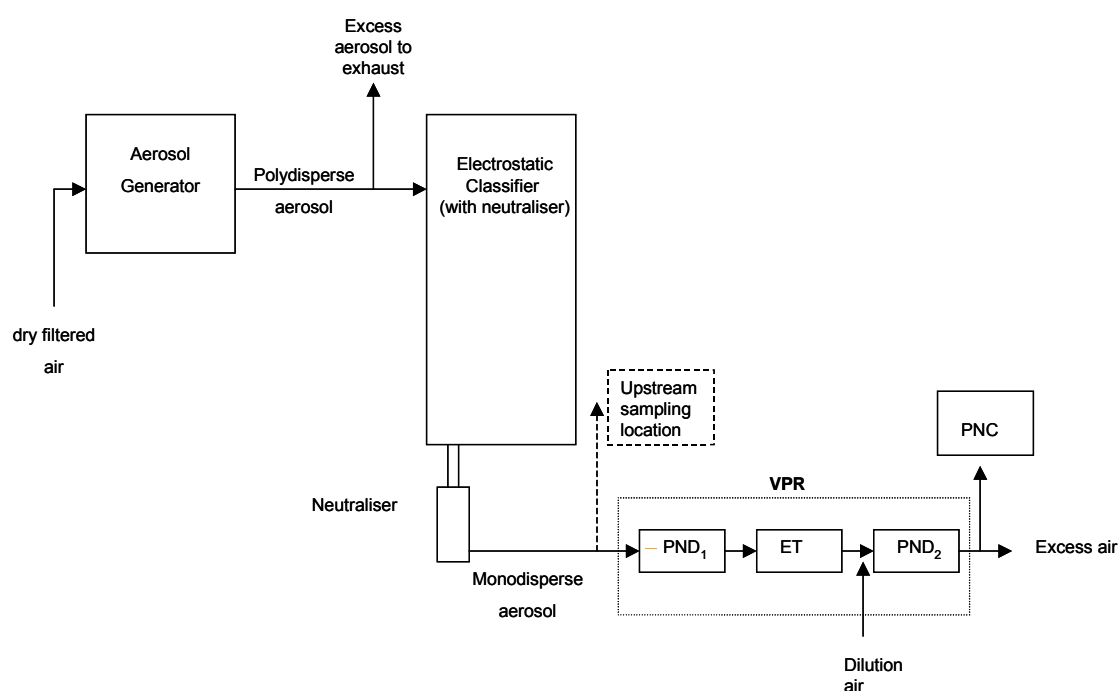 Excess
aerosol to
exhaust
Aerosol
Generator
Polydisperse
aerosol
Electrostatic
Classifier
(with neutraliser)
dry filtered
air
Upstream
sampling
location
PNC
Neutraliser
VPR
PND1
ET
PND2
Excess air
Monodisperse
aerosol
Dilution
air